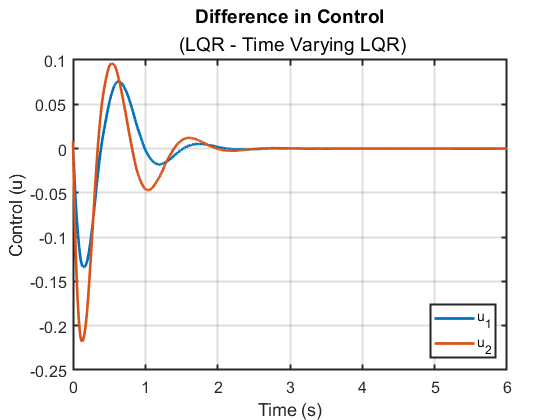 Difference in Control
(LQR - Time Varying LQR)
0.1
0.05
0
-0.05
-0.1
-0.15
-0.2
-0.25
Control (u)
u1
u2
0 1 2 3 4 5 6
Time (s)